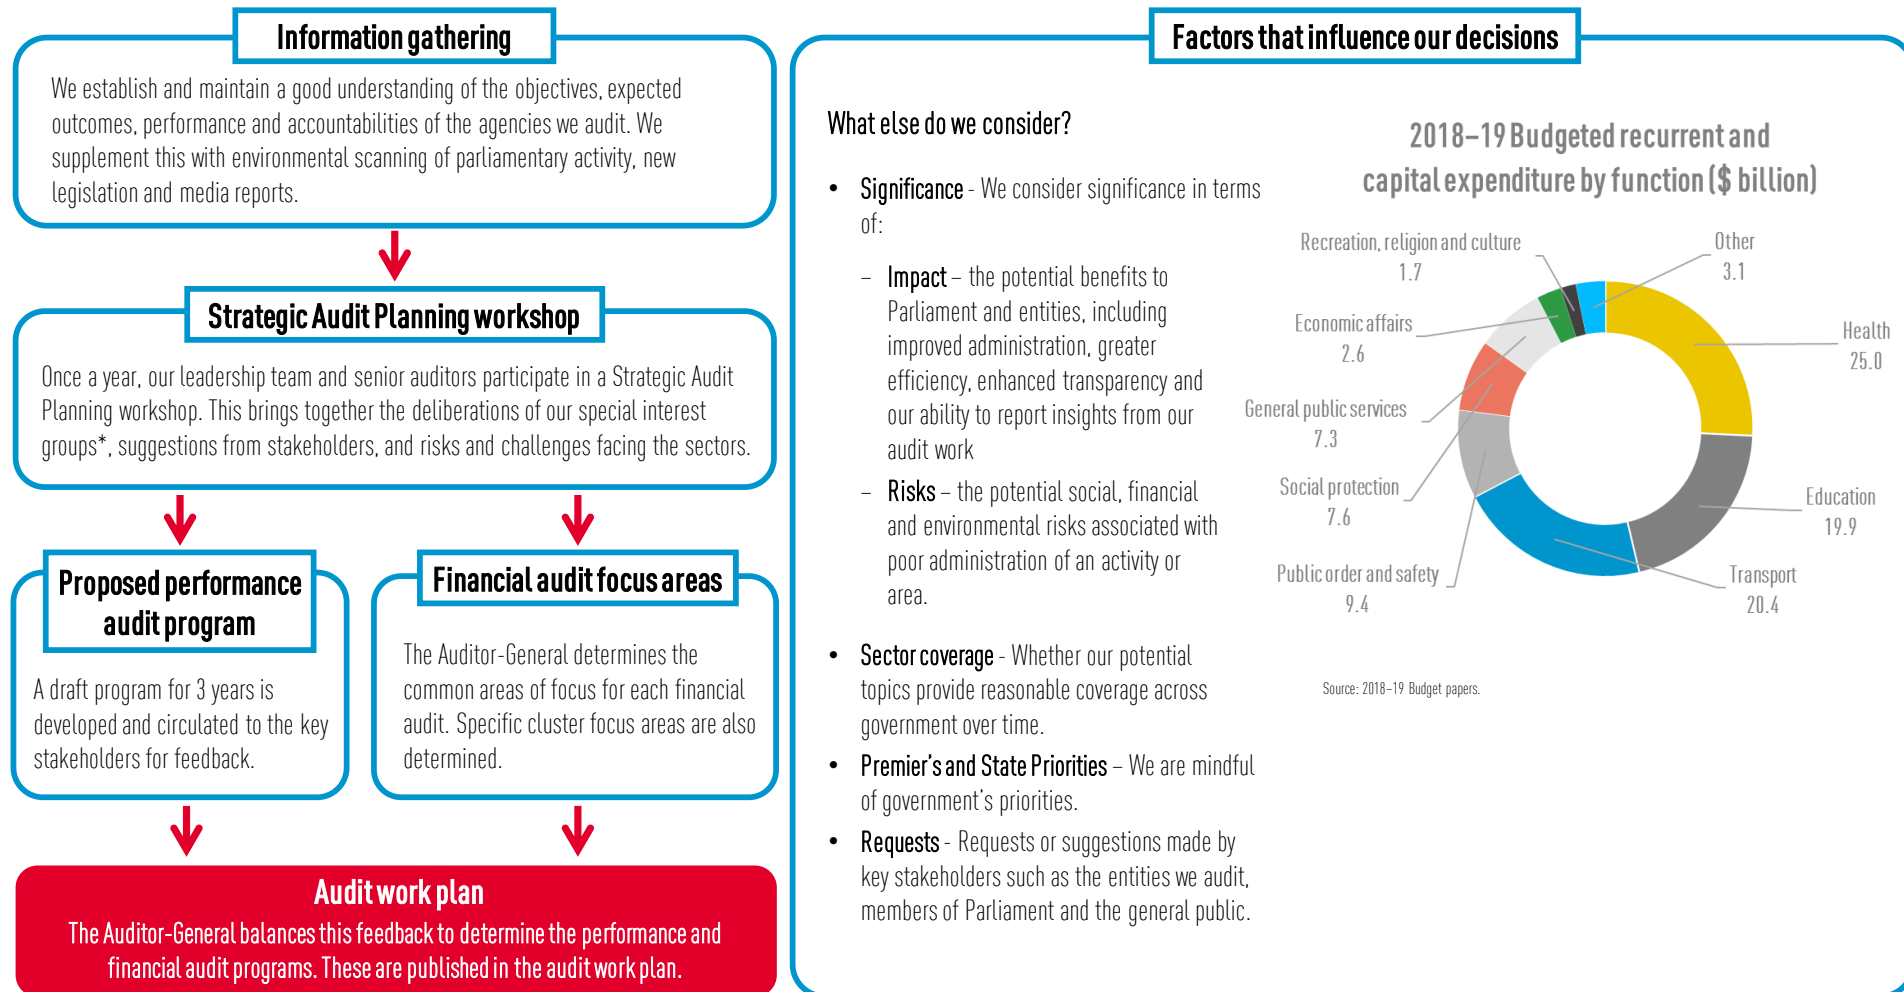 Information gathering
We establish and maintain a good understanding of the objectives, expected
outcomes, performance and accountabilities of the agencies we audit. We
supplement this with environmental scanning of parliamentary activity, new
legislation and media reports.
Strategic Audit Planning workshop
Once a year, our leadership team and senior auditors participate in a Strategic Audit
Planning workshop. This brings together the deliberations of our special interest
groups*, suggestions from stakeholders, and risks and challenges facing the sectors.
Proposed performance
audit program
A draft program for 3 years is
developed and circulated to the key
stakeholders for feedback.
Financial audit focus areas
The Auditor-General determines the
common areas of focus for each financial
audit. Specific cluster focus areas are also
determined.
Audit work plan
The Auditor-General balances this feedback to determine the performance and
financial audit programs. These are published in the audit work plan.
Factors that influence our decisions
What else do we consider?
• Significance - We consider significance in terms
of:
– Impact – the potential benefits to
Parliament and entities, including
improved administration, greater
efficiency, enhanced transparency and
our ability to report insights from our
audit work
– Risks – the potential social, financial
and environmental risks associated with
poor administration of an activity or
area.
• Sector coverage - Whether our potential
topics provide reasonable coverage across
government over time.
• Premier's and State Priorities – We are mindful
of government's priorities.
• Requests - Requests or suggestions made by
key stakeholders such as the entities we audit,
members of Parliament and the general public.
2018–19 Budgeted recurrent and
capital expenditure by function ($ billion)
Recreation, religion and culture
1.7
Other
3.1
Economic affairs
2.6
Health
25.0
General public services
7.3
Social protection
7.6
Education
19.9
Public order and safety
9.4
Transport
20.4
Source: 2018–19 Budget papers.